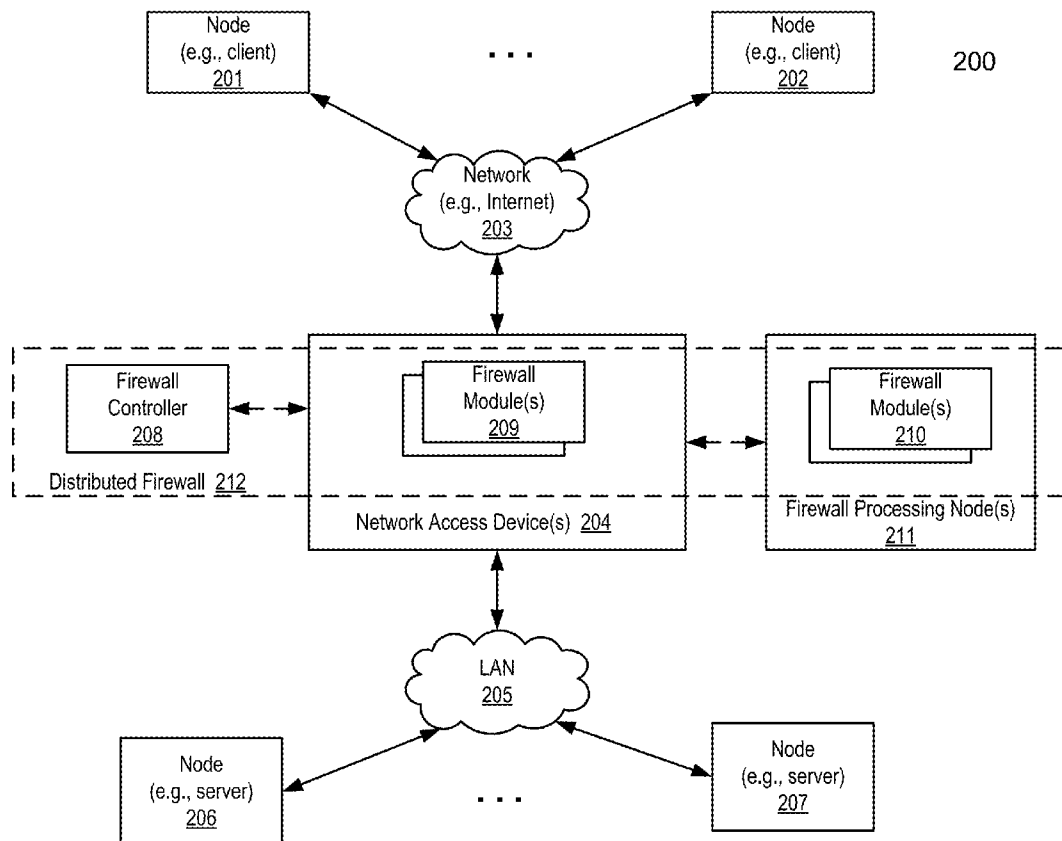 Node
(e.g., client)
201
. . .
Node
(e.g., client)
202
200
Network
(e.g., Internet)
203
Firewall
Controller
208
Distributed Firewall 212
Firewall
Module(s)
209
Network Access Device(s) 204
Firewall
Module(s)
210
Firewall Processing Node(s)
211
LAN
205
Node
(e.g., server)
206
. . .
Node
(e.g., server)
207